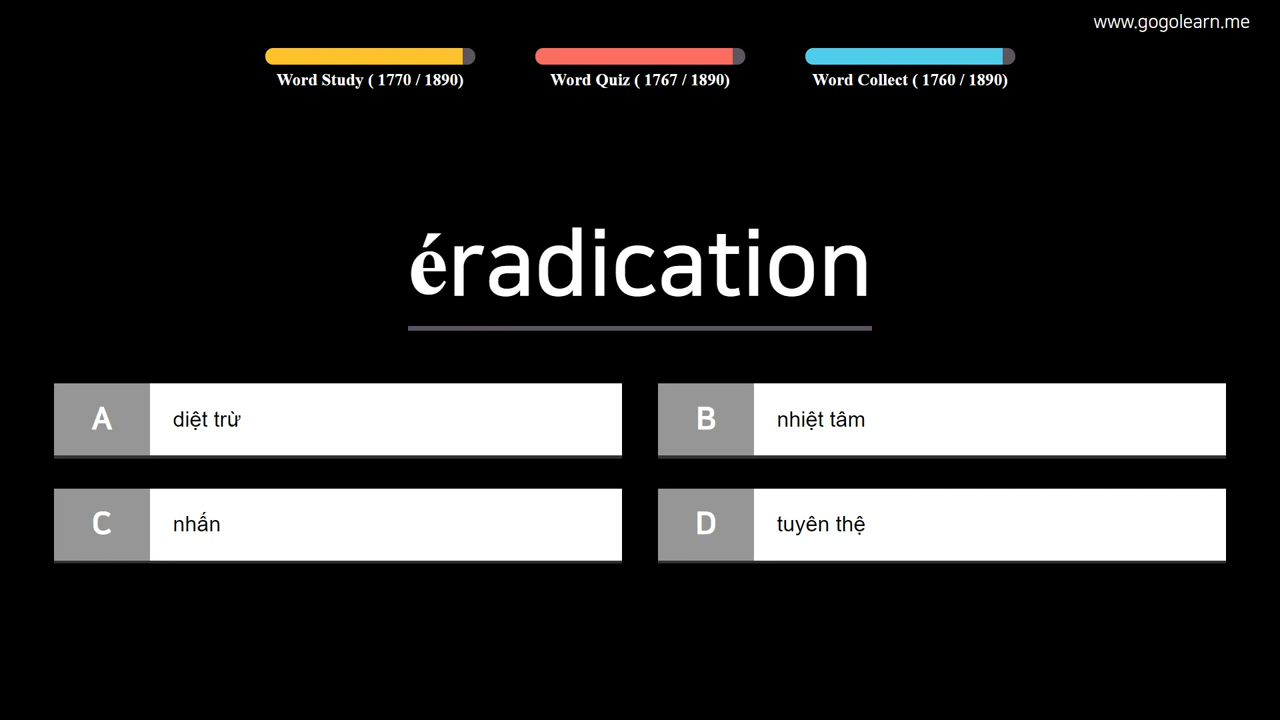 www.gogolearn.me
Word Study ( 1770 / 1890)
Word Quiz ( 1767 / 1890)
Word Collect ( 1760 / 1890)
éradication
A diệt trừ
B nhiệt tâm
C nhấn
D tuyên thệ